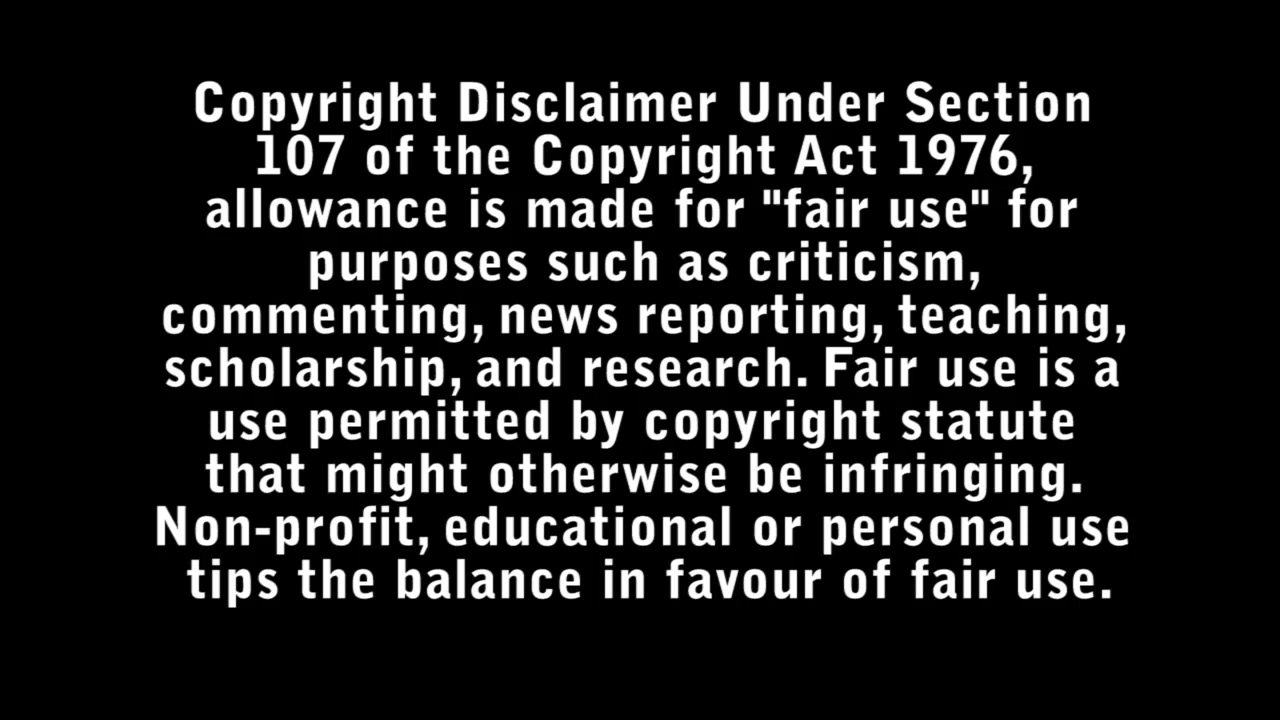 Copyright Disclaimer Under Section
107 of the Copyright Act 1976,
allowance is made for "fair use" for
purposes such as criticism,
commenting, news reporting, teaching,
scholarship, and research. Fair use is a
use permitted by copyright statute
that might otherwise be infringing.
Non-profit, educational or personal use
tips the balance in favour of fair use.